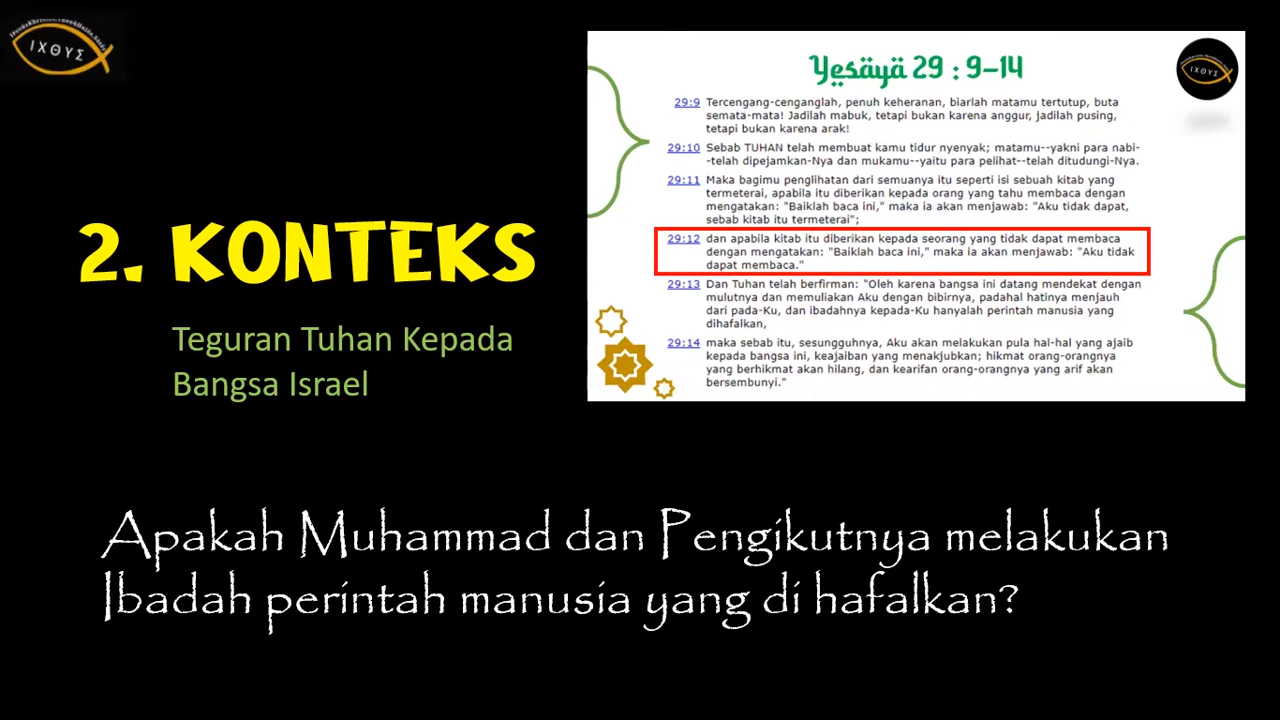 ΙΧΘΥΣ
2. KONTEKS
Teguran Tuhan Kepada
Bangsa Israel
Yesäyä 29 : 9-14
ΙΧΘΥΣ
29:9 Tercengang-cenganglah, penuh keheranan, biarlah matamu tertutup, buta
semata-mata! Jadilah mabuk, tetapi bukan karena anggur, jadilah pusing,
tetapi bukan karena arak!
29:10 Sebab TUHAN telah membuat kamu tidur nyenyak; matamu--yakni para nabi-
-telah dipejamkan-Nya dan mukamu--yaitu para pelihat--telah ditudungi-Nya.
29:11 Maka bagimu penglihatan dari semuanya itu seperti isi sebuah kitab yang
termeterai, apabila itu diberikan kepada orang yang tahu membaca dengan
mengatakan: "Baiklah baca ini," maka ia akan menjawab: "Aku tidak dapat,
sebab kitab itu termeterai";
29:12 dan apabila kitab itu diberikan kepada seorang yang tidak dapat membaca
dengan mengatakan: "Baiklah baca ini," maka ia akan menjawab: "Aku tidak
dapat membaca."
29:13 Dan Tuhan telah berfirman: "Oleh karena bangsa ini datang mendekat dengan
mulutnya dan memuliakan Aku dengan bibirnya, padahal hatinya menjauh
dari pada-Ku, dan ibadahnya kepada-Ku hanyalah perintah manusia yang
dihafalkan,
29:14 maka sebab itu, sesungguhnya, Aku akan melakukan pula hal-hal yang ajaib
kepada bangsa ini, keajaiban yang menakjubkan; hikmat orang-orangnya
yang berhikmat akan hilang, dan kearifan orang-orangnya yang arif akan
bersembunyi."
Apakah Muhammad dan Pengikutnya melakukan
Ibadah perintah manusia yang di hafalkan?